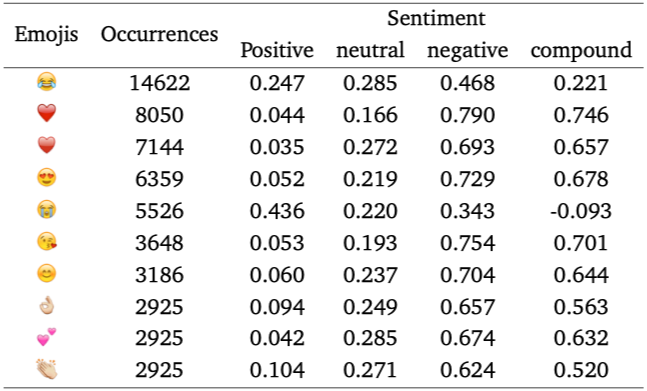 Sentiment
Emojis Occurrences
Positive neutral negative compound
😂 14622 0.247 0.285 0.468 0.221
❤️ 8050 0.044 0.166 0.790 0.746
♥️ 7144 0.035 0.272 0.693 0.657
😍 6359 0.052 0.219 0.729 0.678
😭 5526 0.436 0.220 0.343 -0.093
😘 3648 0.053 0.193 0.754 0.701
😊 3186 0.060 0.237 0.704 0.644
👌🏻 2925 0.094 0.249 0.657 0.563
💕 2925 0.042 0.285 0.674 0.632
👏🏻 2925 0.104 0.271 0.624 0.520